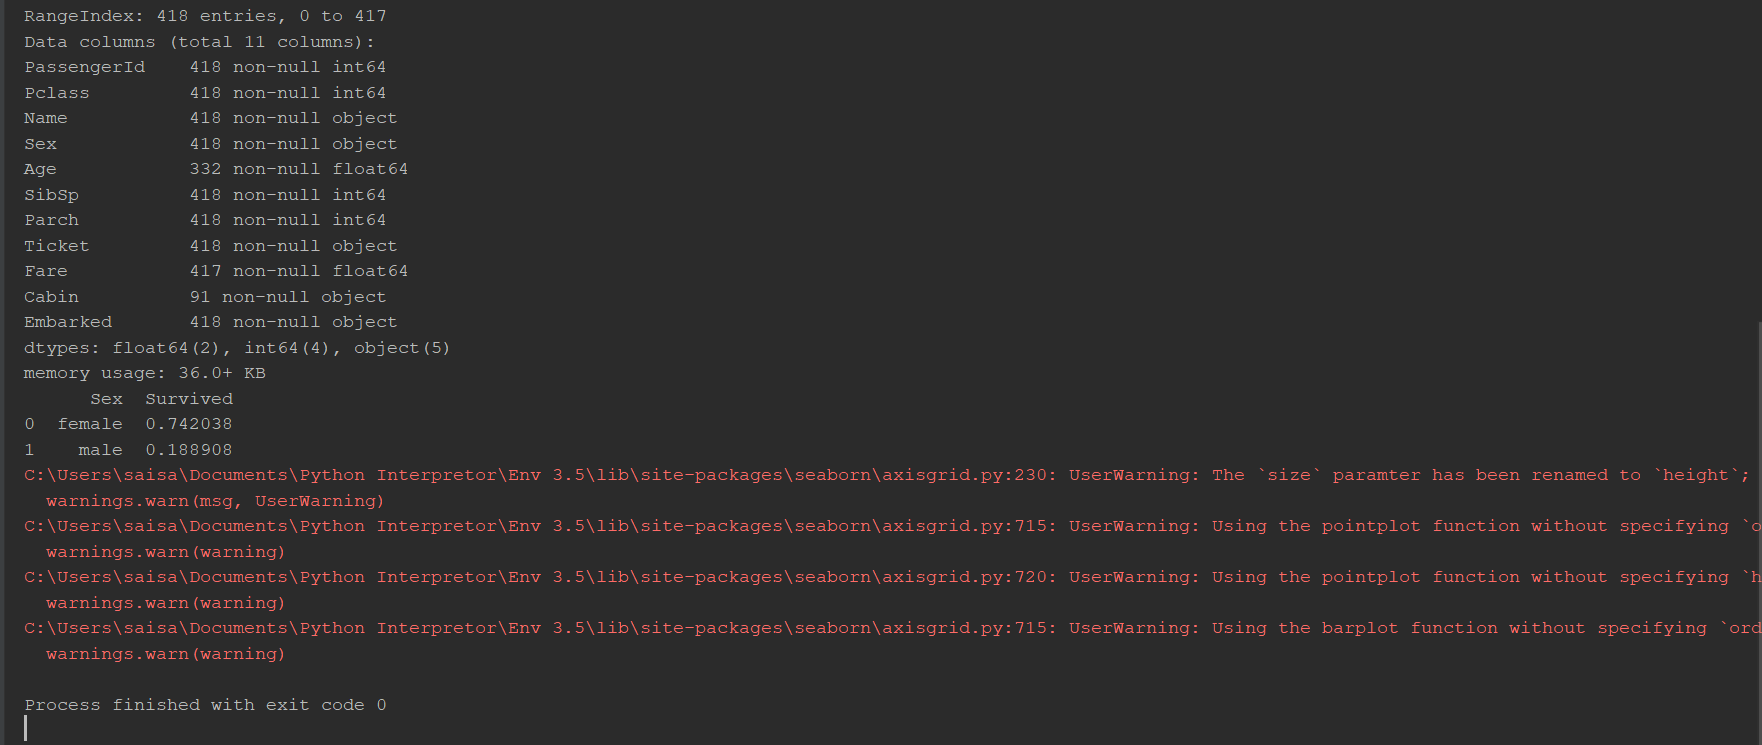 RangeIndex: 418 entries, 0 to 417
Data columns (total 11 columns):
PassengerId    418 non-null int64
Pclass         418 non-null int64
Name           418 non-null object
Sex            418 non-null object
Age            332 non-null float64
SibSp          418 non-null int64
Parch          418 non-null int64
Ticket         418 non-null object
Fare           417 non-null float64
Cabin          91 non-null object
Embarked       418 non-null object
dtypes: float64(2), int64(4), object(5)
memory usage: 36.0+ KB
      Sex  Survived
0  female  0.742038
1    male  0.188908
C:\Users\saisa\Documents\Python Interpretor\Env 3.5\lib\site-packages\seaborn\axisgrid.py:230: UserWarning: The `size` paramter has been renamed to `height`;
  warnings.warn(msg, UserWarning)
C:\Users\saisa\Documents\Python Interpretor\Env 3.5\lib\site-packages\seaborn\axisgrid.py:715: UserWarning: Using the pointplot function without specifying `o
  warnings.warn(warning)
C:\Users\saisa\Documents\Python Interpretor\Env 3.5\lib\site-packages\seaborn\axisgrid.py:720: UserWarning: Using the pointplot function without specifying `h
  warnings.warn(warning)
C:\Users\saisa\Documents\Python Interpretor\Env 3.5\lib\site-packages\seaborn\axisgrid.py:715: UserWarning: Using the barplot function without specifying `ord
  warnings.warn(warning)
Process finished with exit code 0